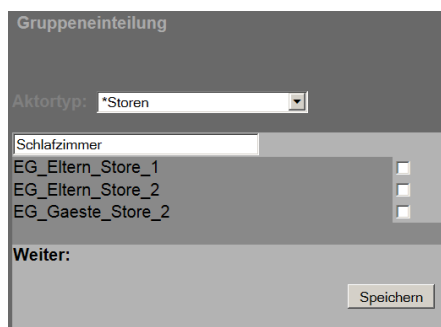 Gruppeneinteilung
Aktortyp: *Storen
Schlafzimmer
EG_Eltern_Store_1
EG_Eltern_Store_2
EG_Gaeste_Store_2
Weiter:
Speichern